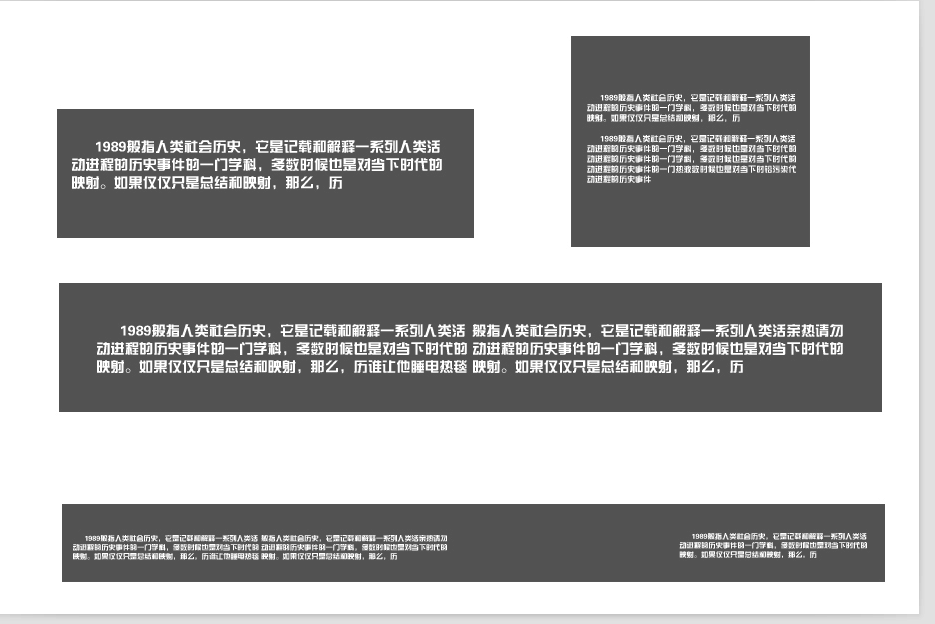 1989般指人类社会历史，它是记载和解释一系列人类活
动进程的历史事件的一门学科，多数时候也是对当下时代的
映射。如果仅仅只是总结和映射，那么，历
1989般指人类社会历史，它是记载和解释一系列人类活
动进程的历史事件的一门学科，多数时候也是对当下时代的
映射。如果仅仅只是总结和映射，那么，历
1989般指人类社会历史，它是记载和解释一系列人类活
动进程的历史事件的一门学科，多数时候也是对当下时代的
动进程的历史事件的一门学科，多数时候也是对当下时代的
动进程的历史事件的一门热敷数时候也是对当下时铅污染代
动进程的历史事件
1989般指人类社会历史，它是记载和解释一系列人类活
动进程的历史事件的一门学科，多数时候也是对当下时代的
映射。如果仅仅只是总结和映射，那么，历谁让他睡电热毯
般指人类社会历史，它是记载和解释一系列人类活亲热请勿
动进程的历史事件的一门学科，多数时候也是对当下时代的
映射。如果仅仅只是总结和映射，那么，历
1989般指人类社会历史，它是记载和解释一系列人类活
动进程的历史事件的一门学科，多数时候也是对当下时代的
映射。如果仅仅只是总结和映射，那么，历谁让他睡电热毯
般指人类社会历史，它是记载和解释一系列人类活亲热请勿
动进程的历史事件的一门学科，多数时候也是对当下时代的
映射。如果仅仅只是总结和映射，那么，历
1989般指人类社会历史，它是记载和解释一系列人类活
动进程的历史事件的一门学科，多数时候也是对当下时代的
映射。如果仅仅只是总结和映射，那么，历